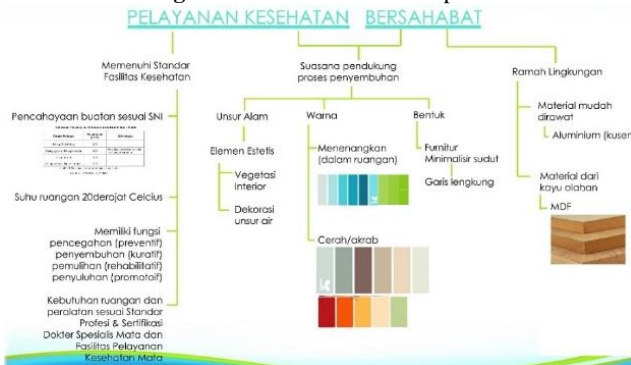 PELAYANAN KESEHATAN BERSAHABAT
Memenuhi Standar
Fasilitas Kesehatan
Pencahayaan buatan sesuai SNI
Suhu ruangan 20derajat Celcius
Memiliki fungsi
pencegahan (preventif)
penyembuhan (kuratif)
pemulihan (rehabilitatif)
penyuluhan (promotoif)
Kebutuhan ruangan dan
peralatan sesuai Standar
Profesi & Sertifikasi
Dokter Spesialis Mata dan
Fasilitas Pelayanan
Kesehatan Mata
Suasana pendukung
proses penyembuhan
Unsur Alam
Elemen Estetis
Vegetasi
Interior
Dekorasi
unsur air
Warna
Menenangkan
(dalam ruangan)
Cerah/akrab
Bentuk
Furnitur
Minimalisir sudut
Garis lengkung
Ramah Lingkungan
Material mudah
dirawat
Aluminium (kusen
Material dari
kayu olahan
MDF